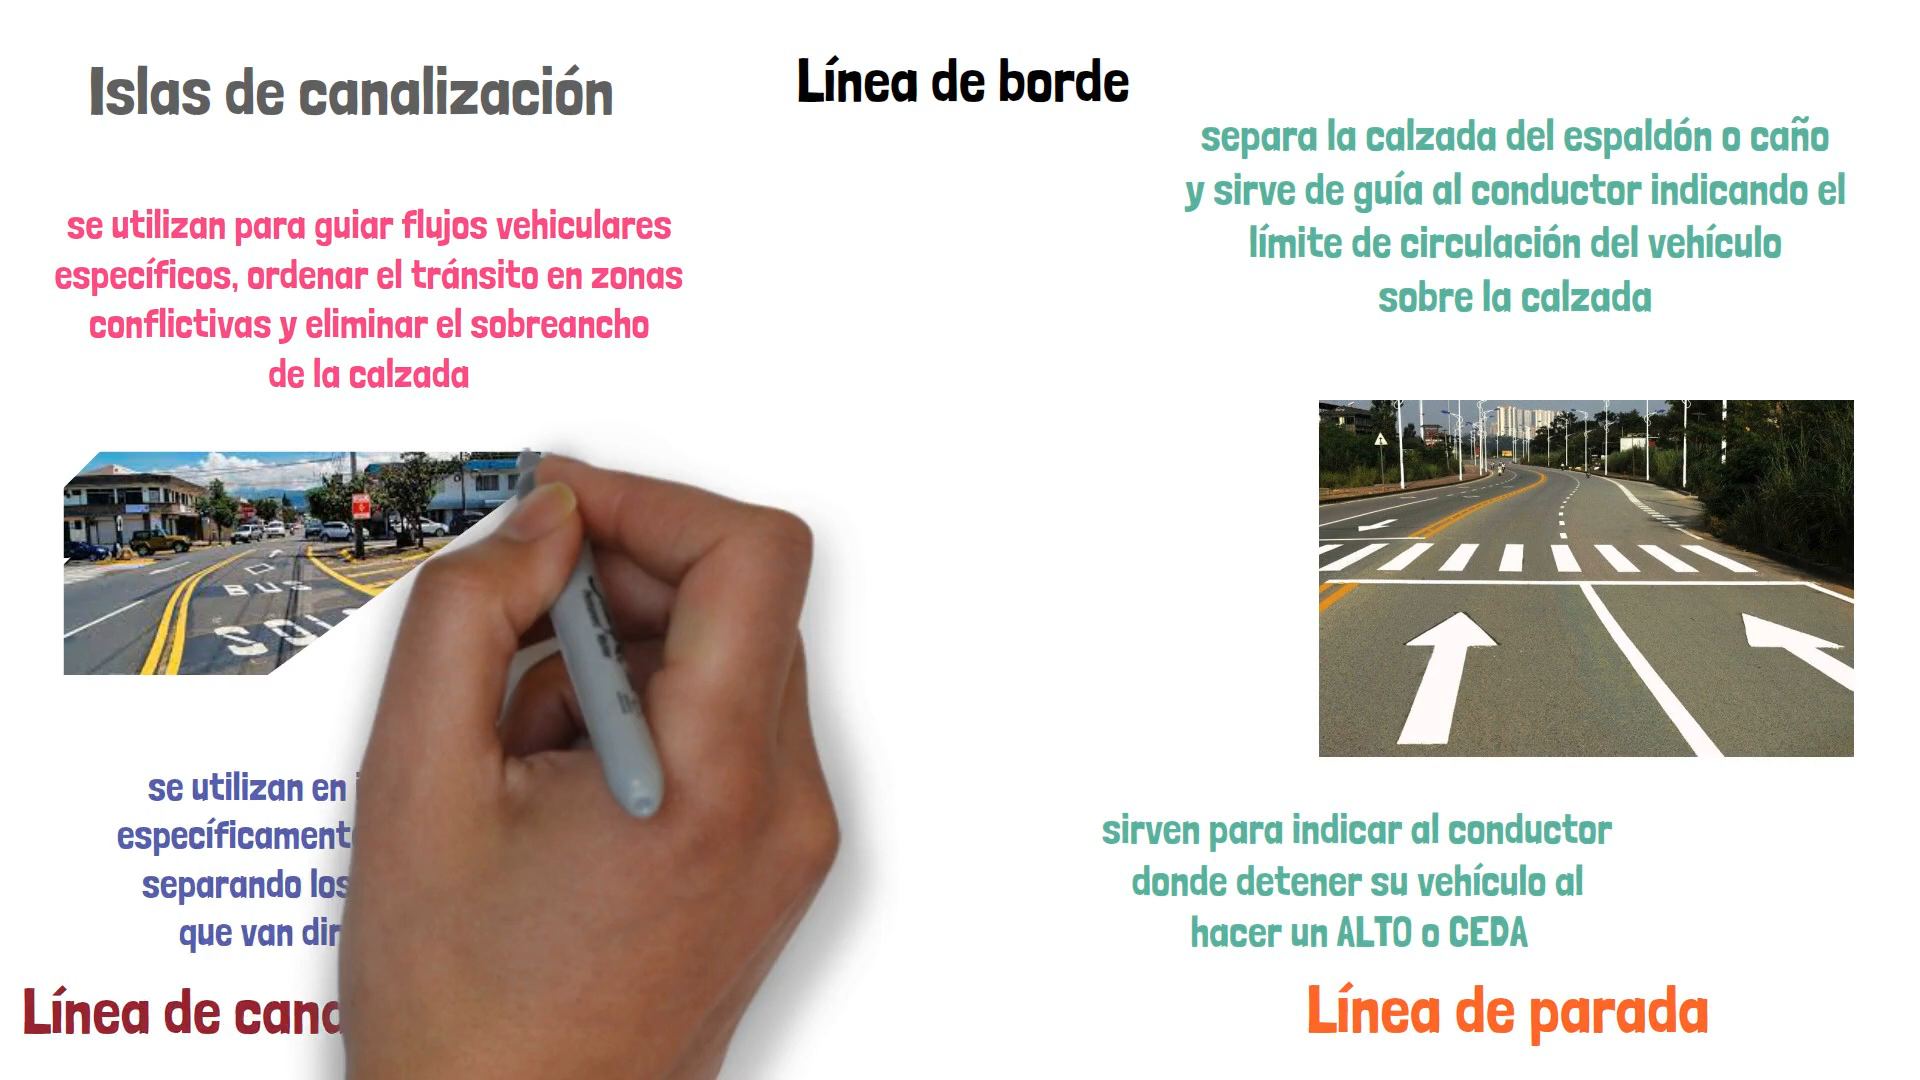 Islas de canalización
se utilizan para guiar flujos vehiculares
específicos, ordenar el tránsito en zonas
conflictivas y eliminar el sobreancho
de la calzada
BUS
se utilizan en
separando los
que van
Línea de
Línea de borde
separa la calzada del espaldón o caño
y sirve de guía al conductor indicando el
límite de circulación del vehículo
sobre la calzada
sirven para indicar al conductor
donde detener su vehículo al
hacer un ALTO o CEDA
Línea de parada